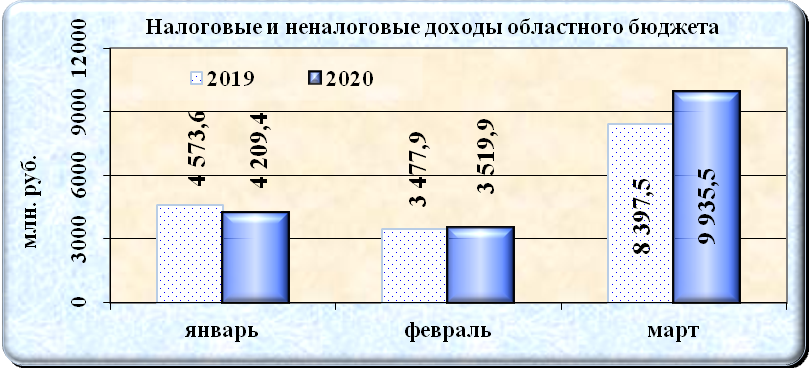 Налоговые и неналоговые доходы областного бюджета
млн. руб.
12000
9000
6000
3000
0
2019
2020
4 573,6
4 209,4
3 477,9
3 519,9
8 397,5
9 935,5
январь
февраль
март